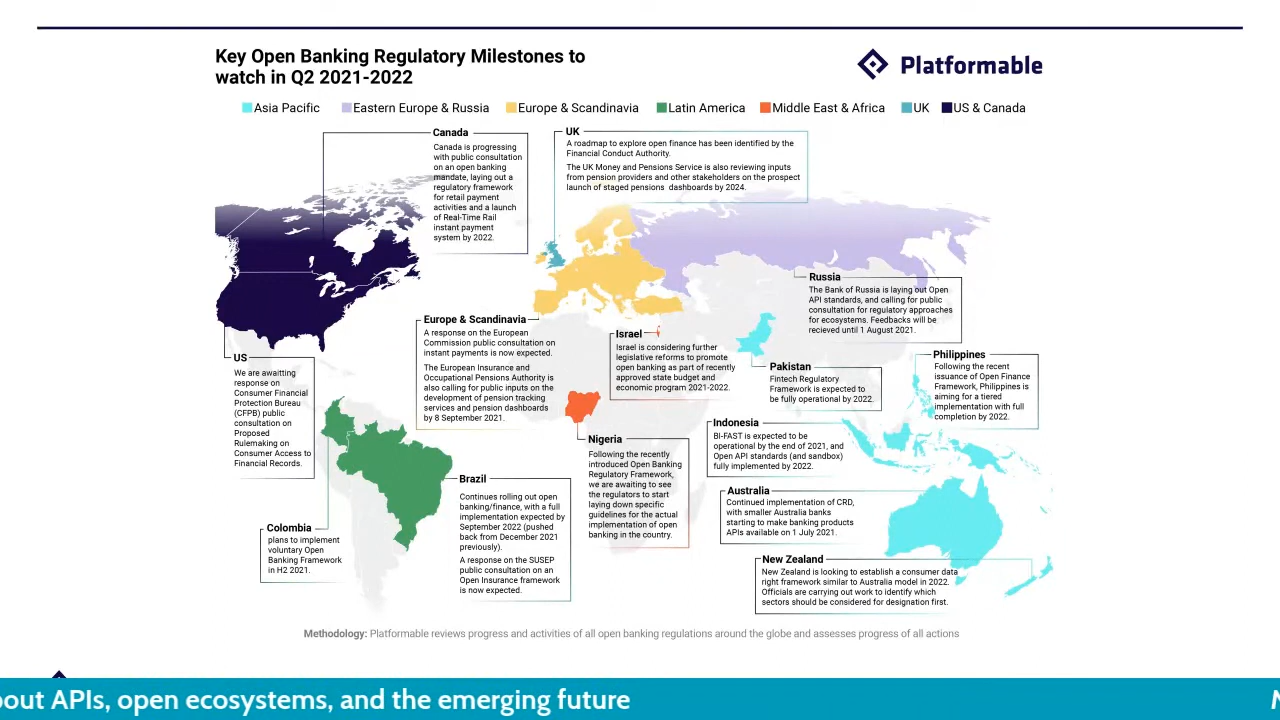 Key Open Banking Regulatory Milestones to
watch in Q2 2021-2022
Platformable
Asia Pacific Eastern Europe & Russia Europe & Scandinavia Latin America Middle East & Africa UK US & Canada
Canada
Canada is progressing
with public consultation
on an open banking
mandate, laying out a
regulatory framework
for retail payment
activities and a launch
of Real-Time Rail
instant payment
system by 2022.
UK
A roadmap to explore open finance has been identified by the
Financial Conduct Authority.
The UK Money and Pensions Service is also reviewing inputs
from pension providers and other stakeholders on the prospect
launch of staged pensions dashboards by 2024.
Russia
The Bank of Russia is laying out Open
API standards, and calling for public
consultation for regulatory approaches
for ecosystems. Feedbacks will be
recieved until 1 August 2021.
Europe & Scandinavia
A response on the European
Commission public consultation on
instant payments is now expected.
The European Insurance and
Occupational Pensions Authority is
also calling for public inputs on the
development of pension tracking
services and pension dashboards
by 8 September 2021.
Israel
Israel is considering further
legislative reforms to promote
open banking as part of recently
approved state budget and
economic program 2021-2022.
Pakistan
Fintech Regulatory
Framework is expected to
be fully operational by 2022.
Philippines
Following the recent
issuance of Open Finance
Framework, Philippines is
aiming for a tiered
implementation with full
completion by 2022.
US
We are awaitting
response on
Consumer Financial
Protection Bureau
(CFPB) public
consultation on
Proposed
Rulemaking on
Consumer Access to
Financial Records.
Indonesia
BI-FAST is expected to be
operational by the end of 2021, and
Open API standards (and sandbox)
fully implemented by 2022.
Nigeria
Following the recently
introduced Open Banking
Regulatory Framework,
we are awaiting to see
the regulators to start
laying down specific
guidelines for the actual
implementation of open
banking in the country.
Brazil
Continues rolling out open
banking/finance, with a full
implementation expected by
September 2022 (pushed
back from December 2021
previously).
A response on the SUSEP
public consultation on an
Open Insurance framework
is now expected.
Australia
Continued implementation of CRD,
with smaller Australia banks
starting to make banking products
APIs available on 1 July 2021.
Colombia
plans to implement
voluntary Open
Banking Framework
in H2 2021.
New Zealand
New Zealand is looking to establish a consumer data
right framework similar to Australia model in 2022.
Officials are carrying out work to identify which
sectors should be considered for designation first.
Methodology: Platformable reviews progress and activities of all open banking regulations around the globe and assesses progress of all actions
out APIs, open ecosystems, and the emerging future